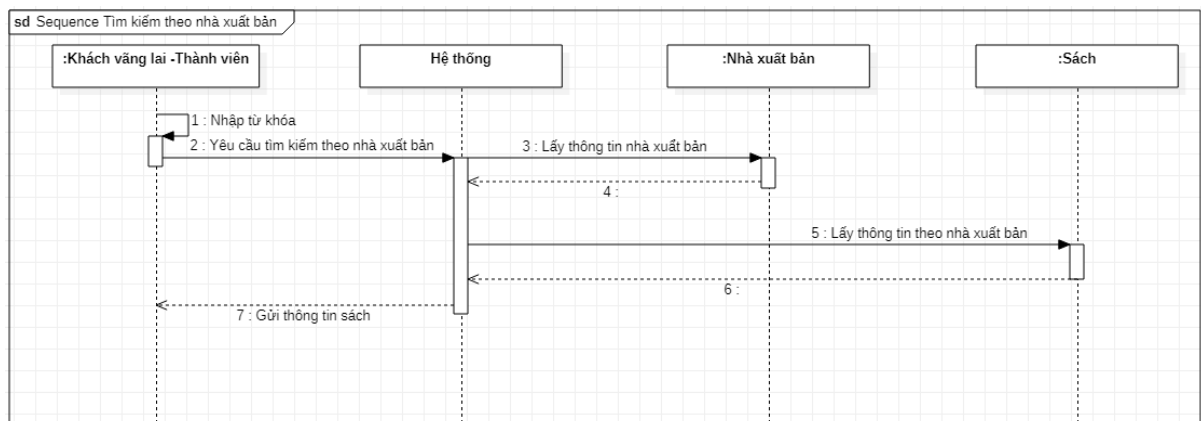 sd Sequence Tìm kiếm theo nhà xuất bản
:Khách vãng lai -Thành viên
Hệ thống
:Nhà xuất bản
:Sách
1 : Nhập từ khóa
2 : Yêu cầu tìm kiếm theo nhà xuất bản
3 : Lấy thông tin nhà xuất bản
4 :
5 : Lấy thông tin theo nhà xuất bản
6 :
7 : Gửi thông tin sách